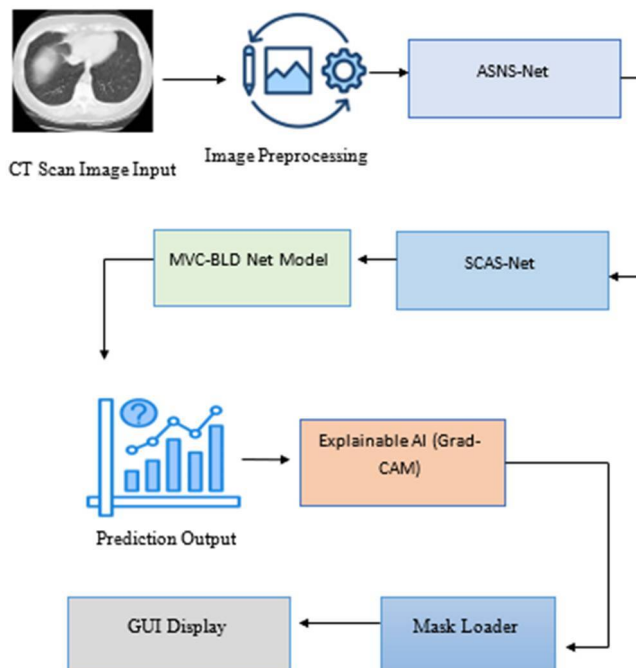 CT Scan Image Input
Image Preprocessing
ASNS-Net
SCAS-Net
MVC-BLD Net Model
?
Prediction Output
Explainable AI (Grad-
CAM)
Mask Loader
GUI Display